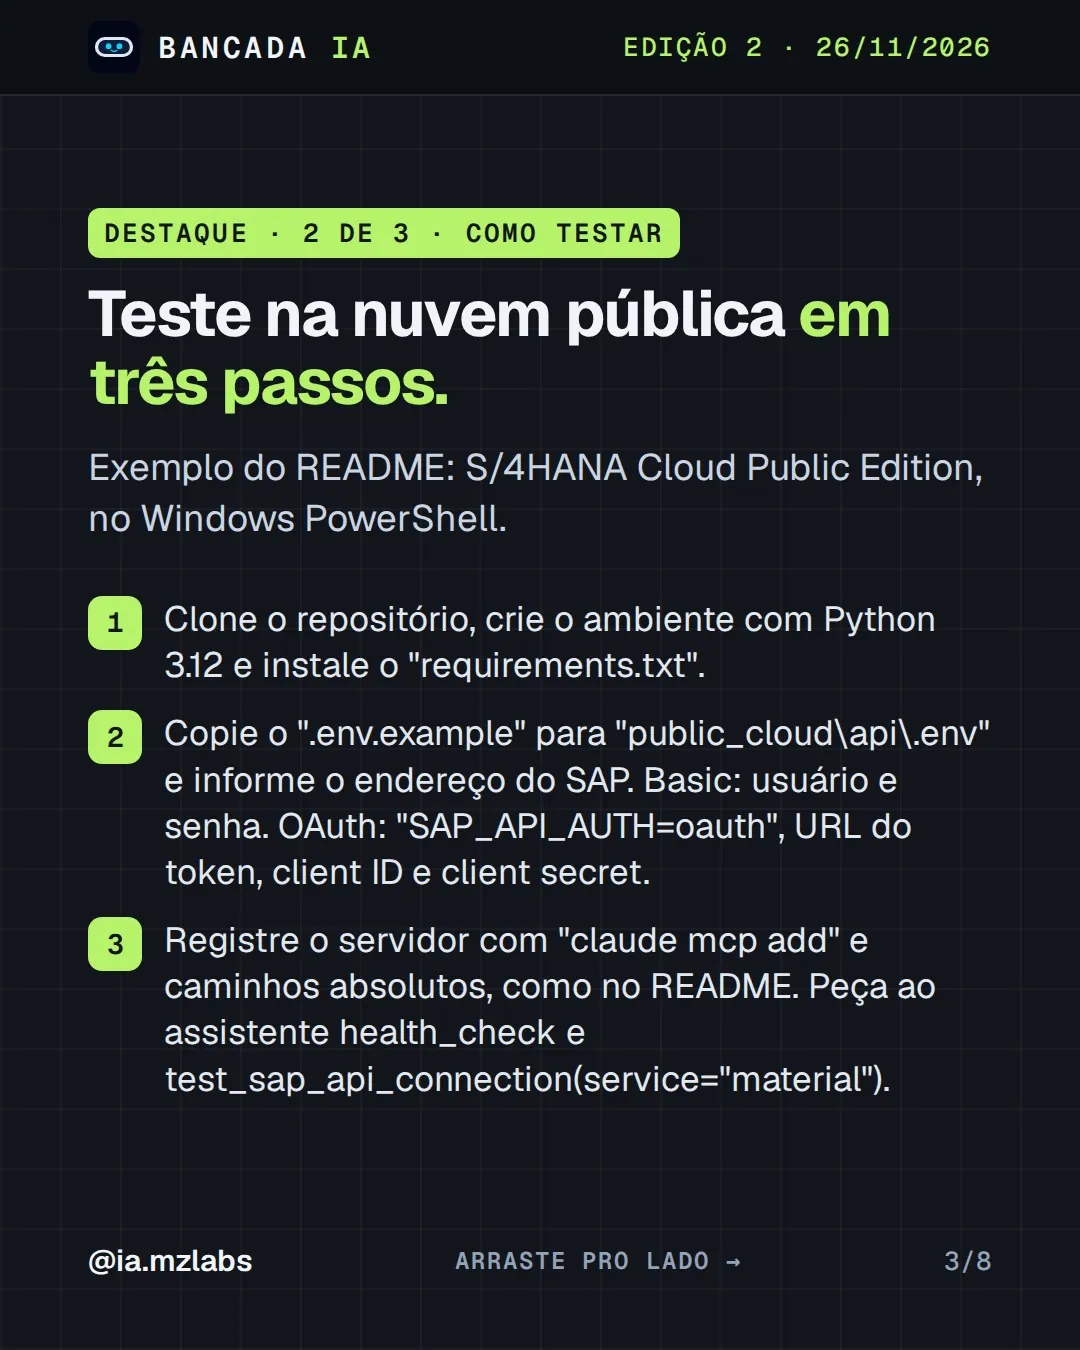 BANCADA IA
EDIÇÃO 2 · 26/11/2026
DESTAQUE · 2 DE 3 · COMO TESTAR
Teste na nuvem pública em
três passos.
Exemplo do README: S/4HANA Cloud Public Edition,
no Windows PowerShell.
1
Clone o repositório, crie o ambiente com Python
3.12 e instale o "requirements.txt".
2
Copie o ".env.example" para "public_cloud\api\.env"
e informe o endereço do SAP. Basic: usuário e
senha. OAuth: "SAP_API_AUTH=oauth", URL do
token, client ID e client secret.
3
Registre o servidor com "claude mcp add" e
caminhos absolutos, como no README. Peça ao
assistente health_check e
test_sap_api_connection(service="material").
@ia.mzlabs
ARRASTE PRO LADO →
3/8